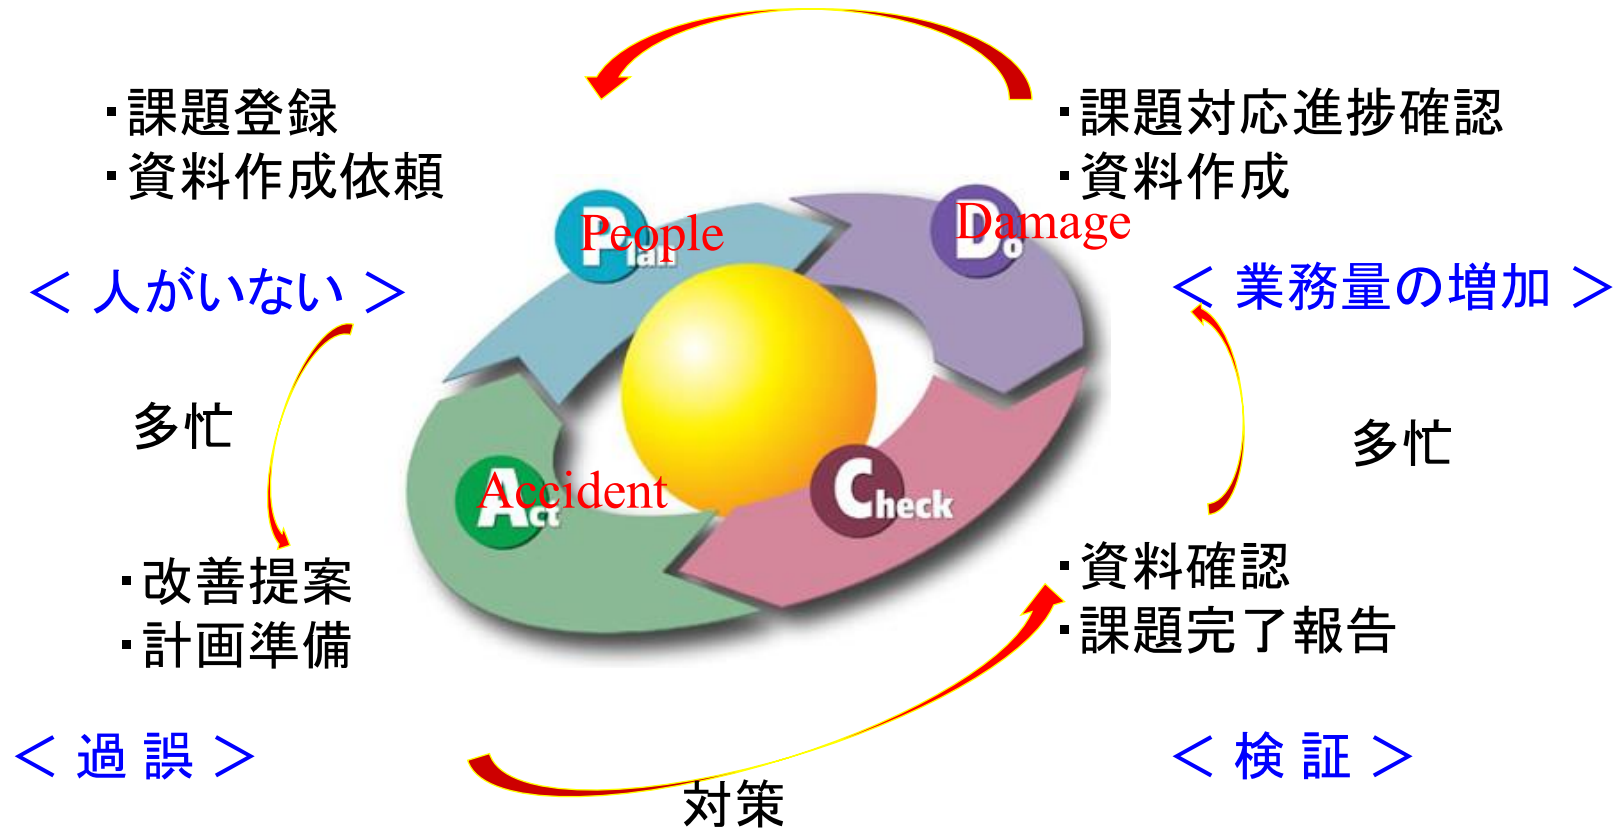 ・課題登録
・資料作成依頼
・課題対応進捗確認
・資料作成
Plan
People
Do
Damage
＜ 人がいない ＞
＜ 業務量の増加 ＞
多忙
多忙
Act
Accident
Check
・改善提案
・計画準備
・資料確認
・課題完了報告
＜ 過 誤 ＞
＜ 検 証 ＞
対策